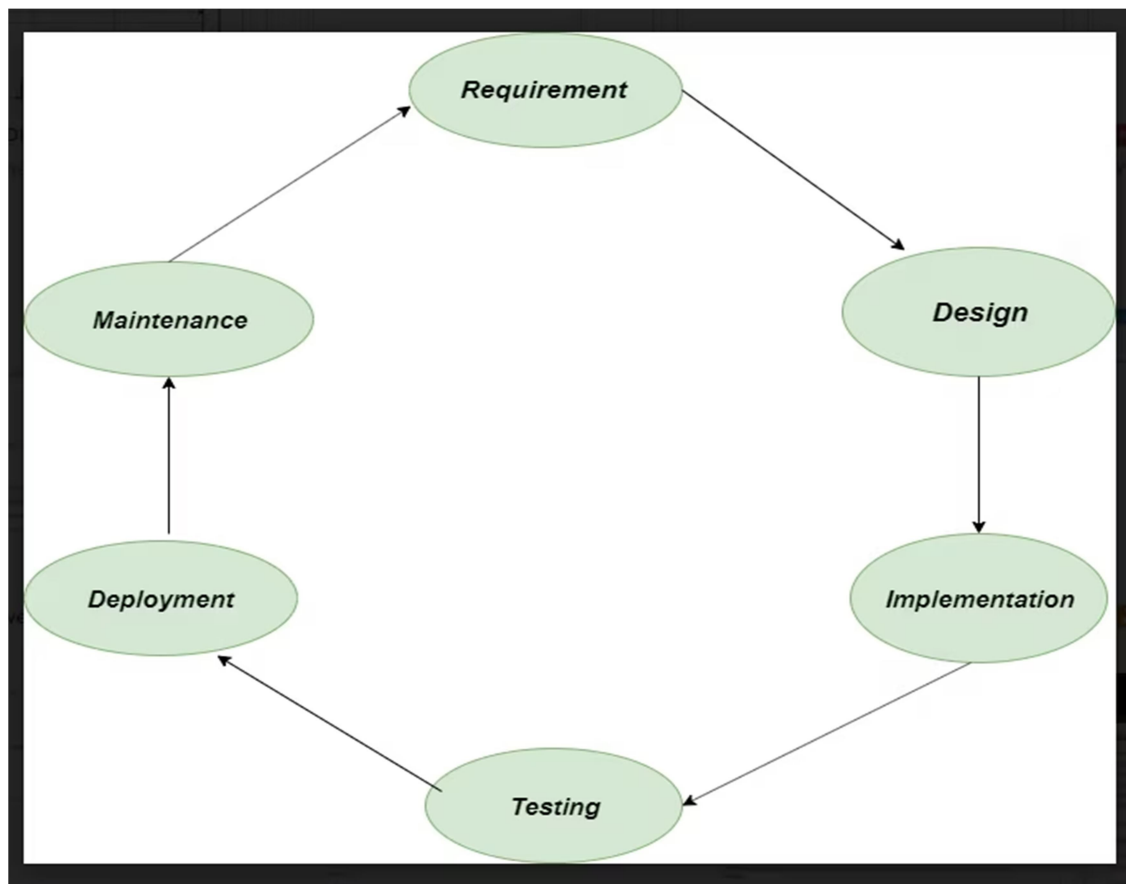 Requirement
Design
Implementation
Testing
Deployment
Maintenance